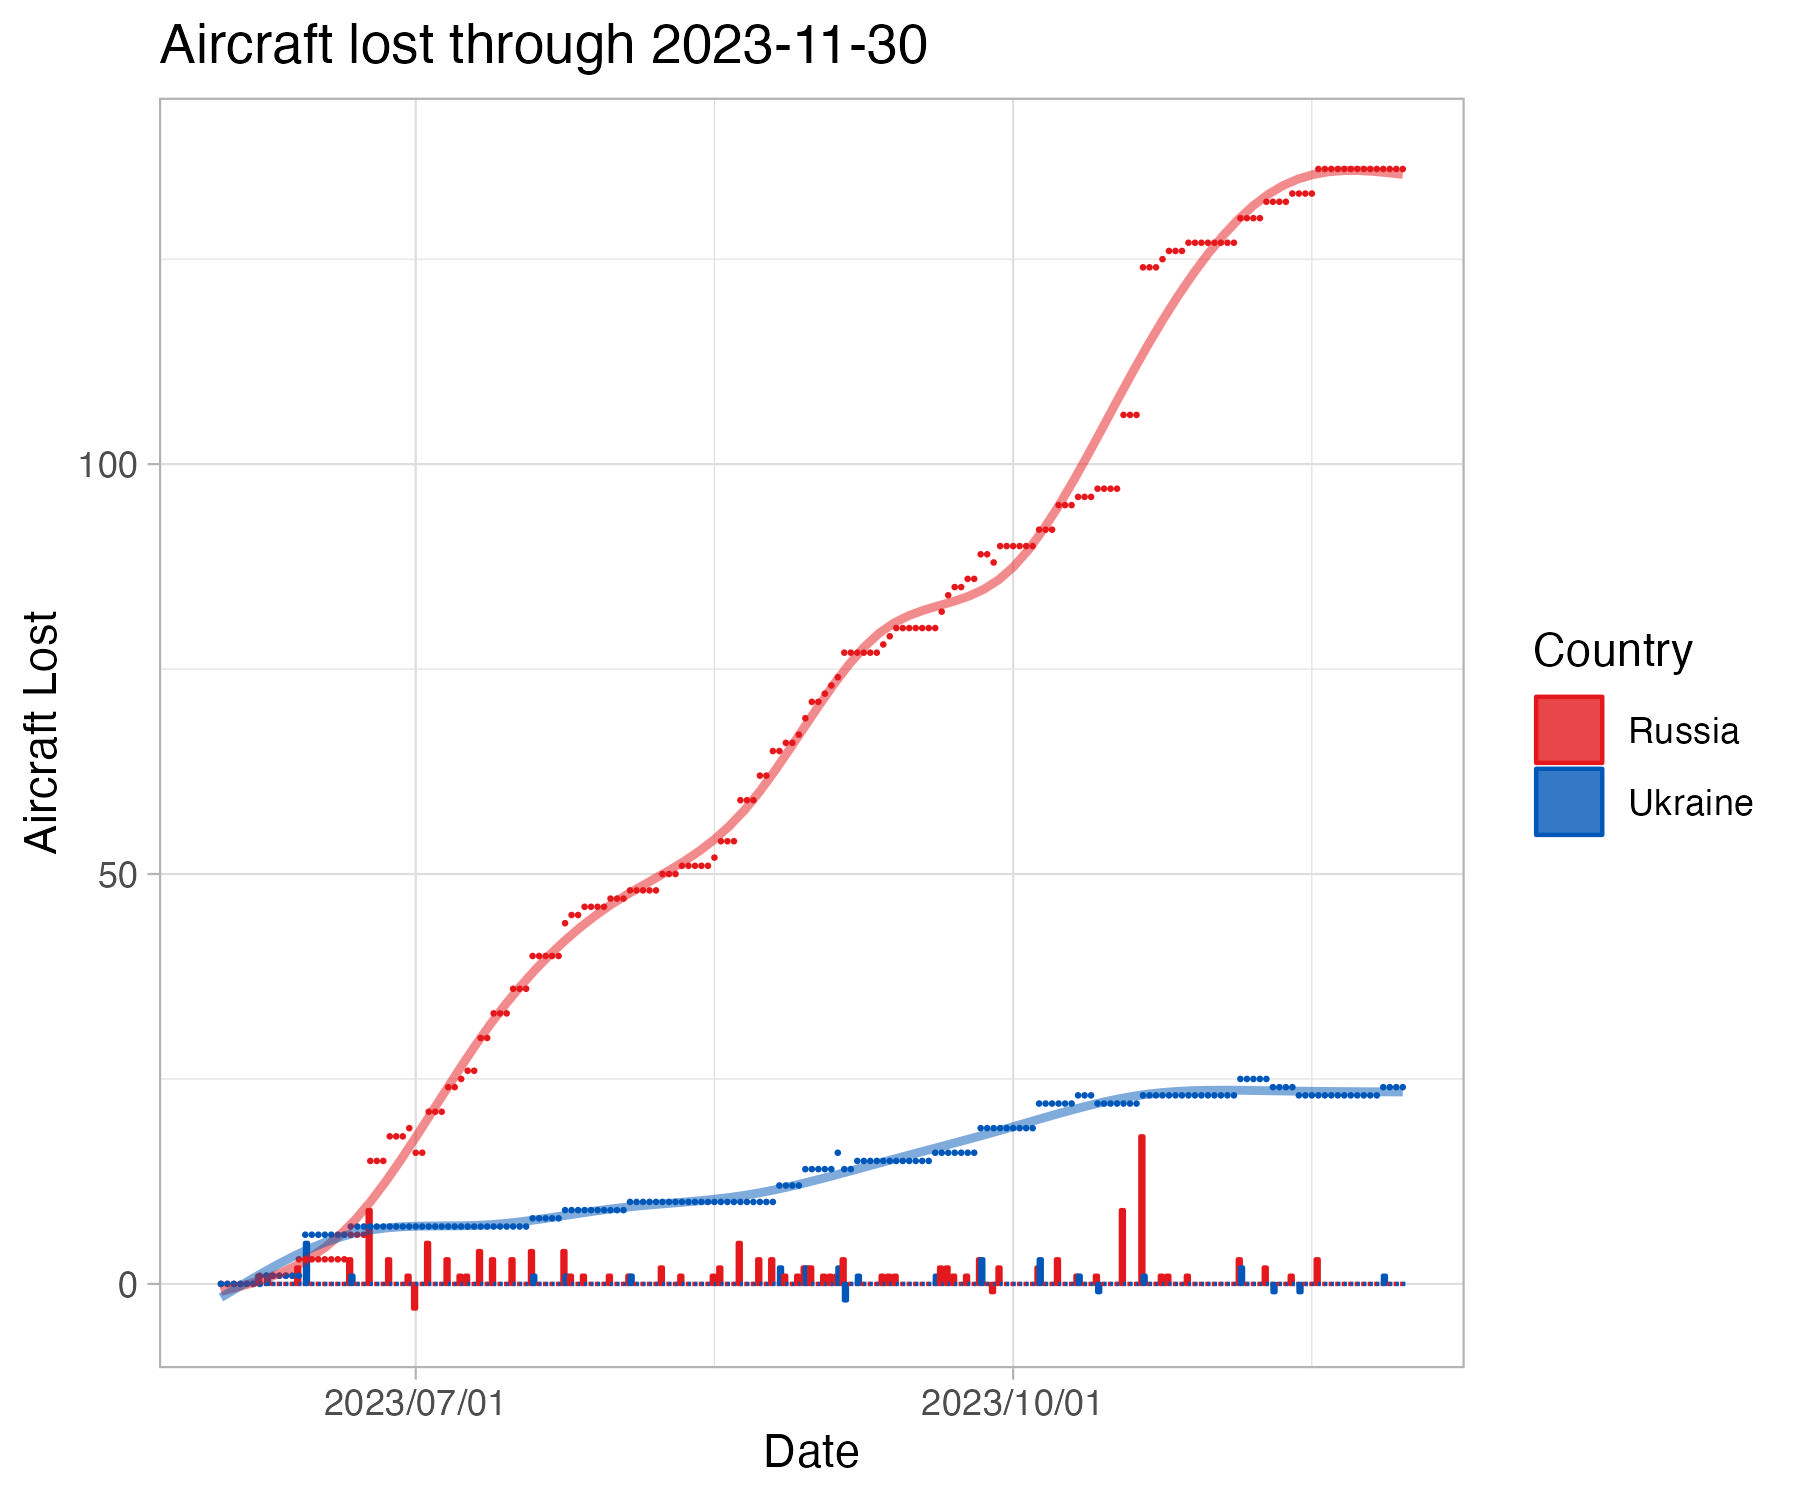 Aircraft lost through 2023-11-30
Aircraft Lost
100
50
0
2023/07/01
2023/10/01
Date
Country
Russia
Ukraine